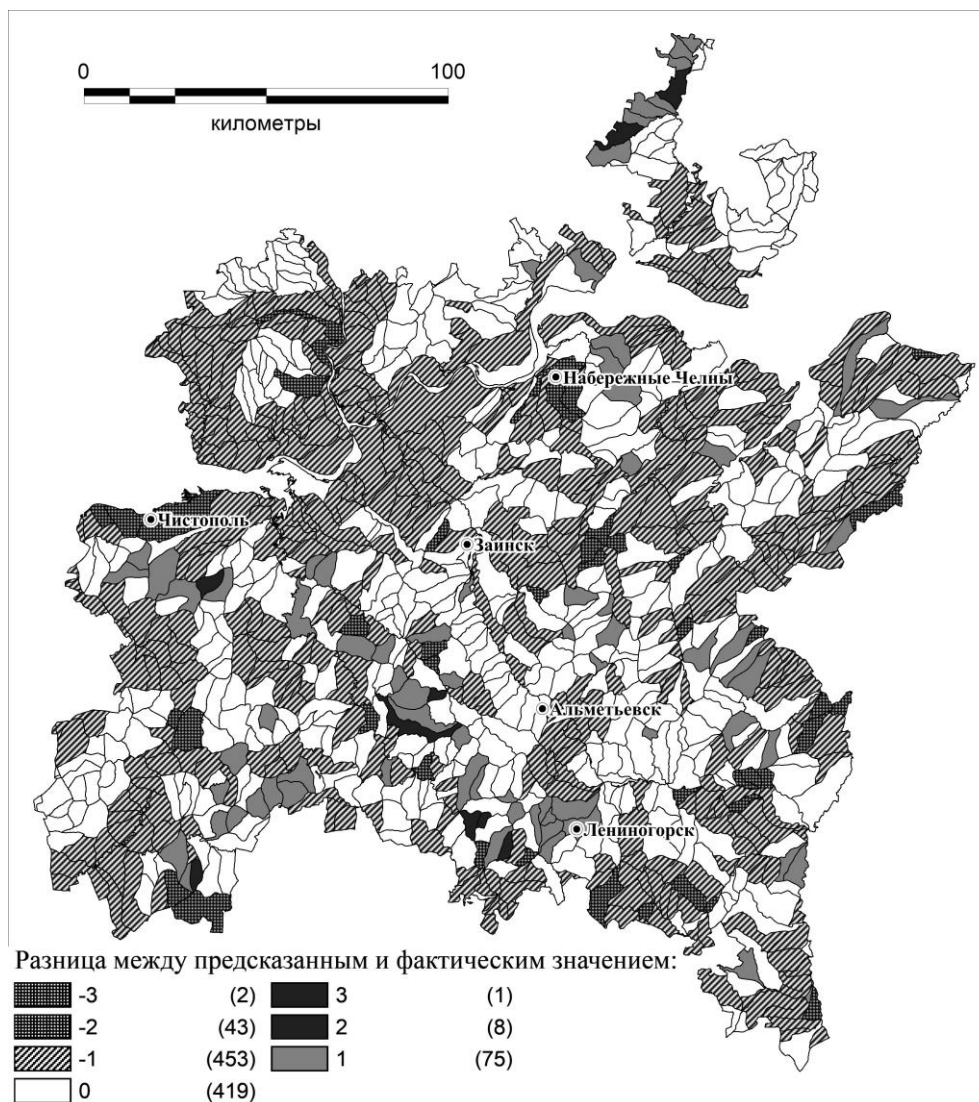 0 100
километры
Набережные Челны
Чистополь
Заинск
Альметьевск
Лениногорск
Разница между предсказанным и фактическим значением:
-3 (2) 3 (1)
-2 (43) 2 (8)
-1 (453) 1 (75)
0 (419)